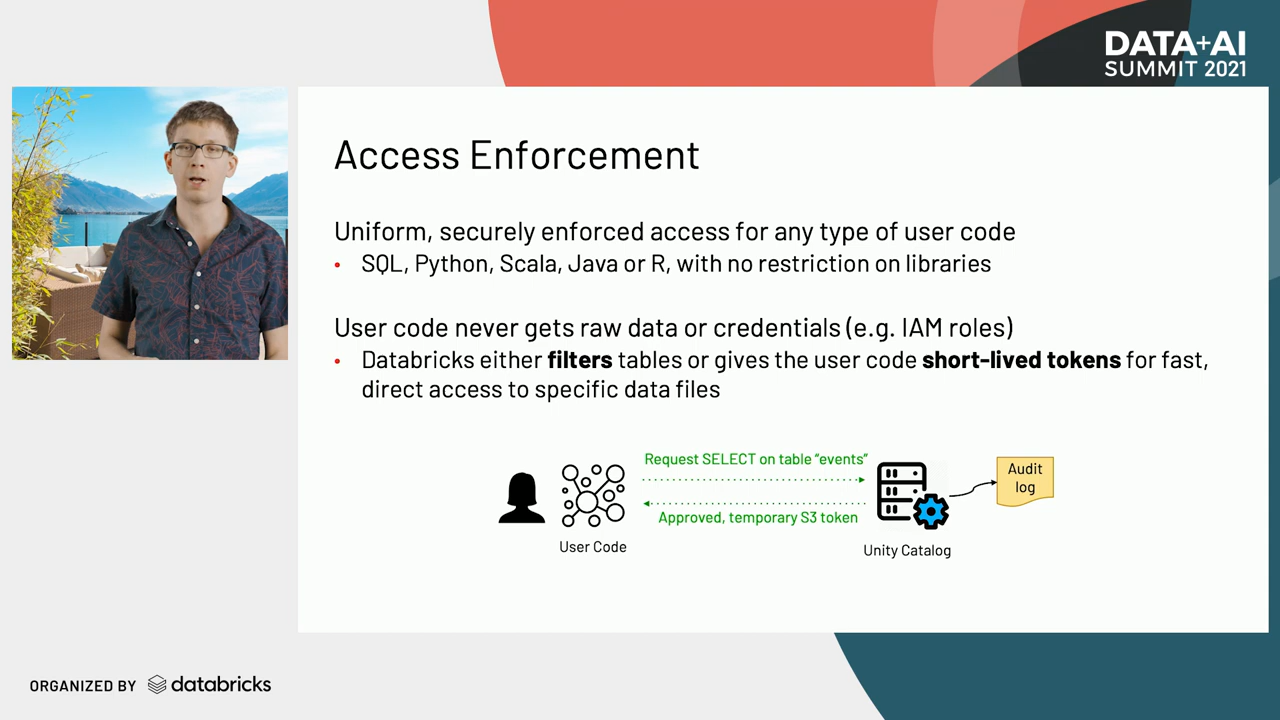 DATA+AI
SUMMIT 2021
Access Enforcement
Uniform, securely enforced access for any type of user code
• SQL, Python, Scala, Java or R, with no restriction on libraries
User code never gets raw data or credentials (e.g. IAM roles)
• Databricks either filters tables or gives the user code short-lived tokens for fast,
direct access to specific data files
Request SELECT on table “events”
Approved, temporary S3 token
Audit
log
User Code
Unity Catalog
ORGANIZED BY databricks